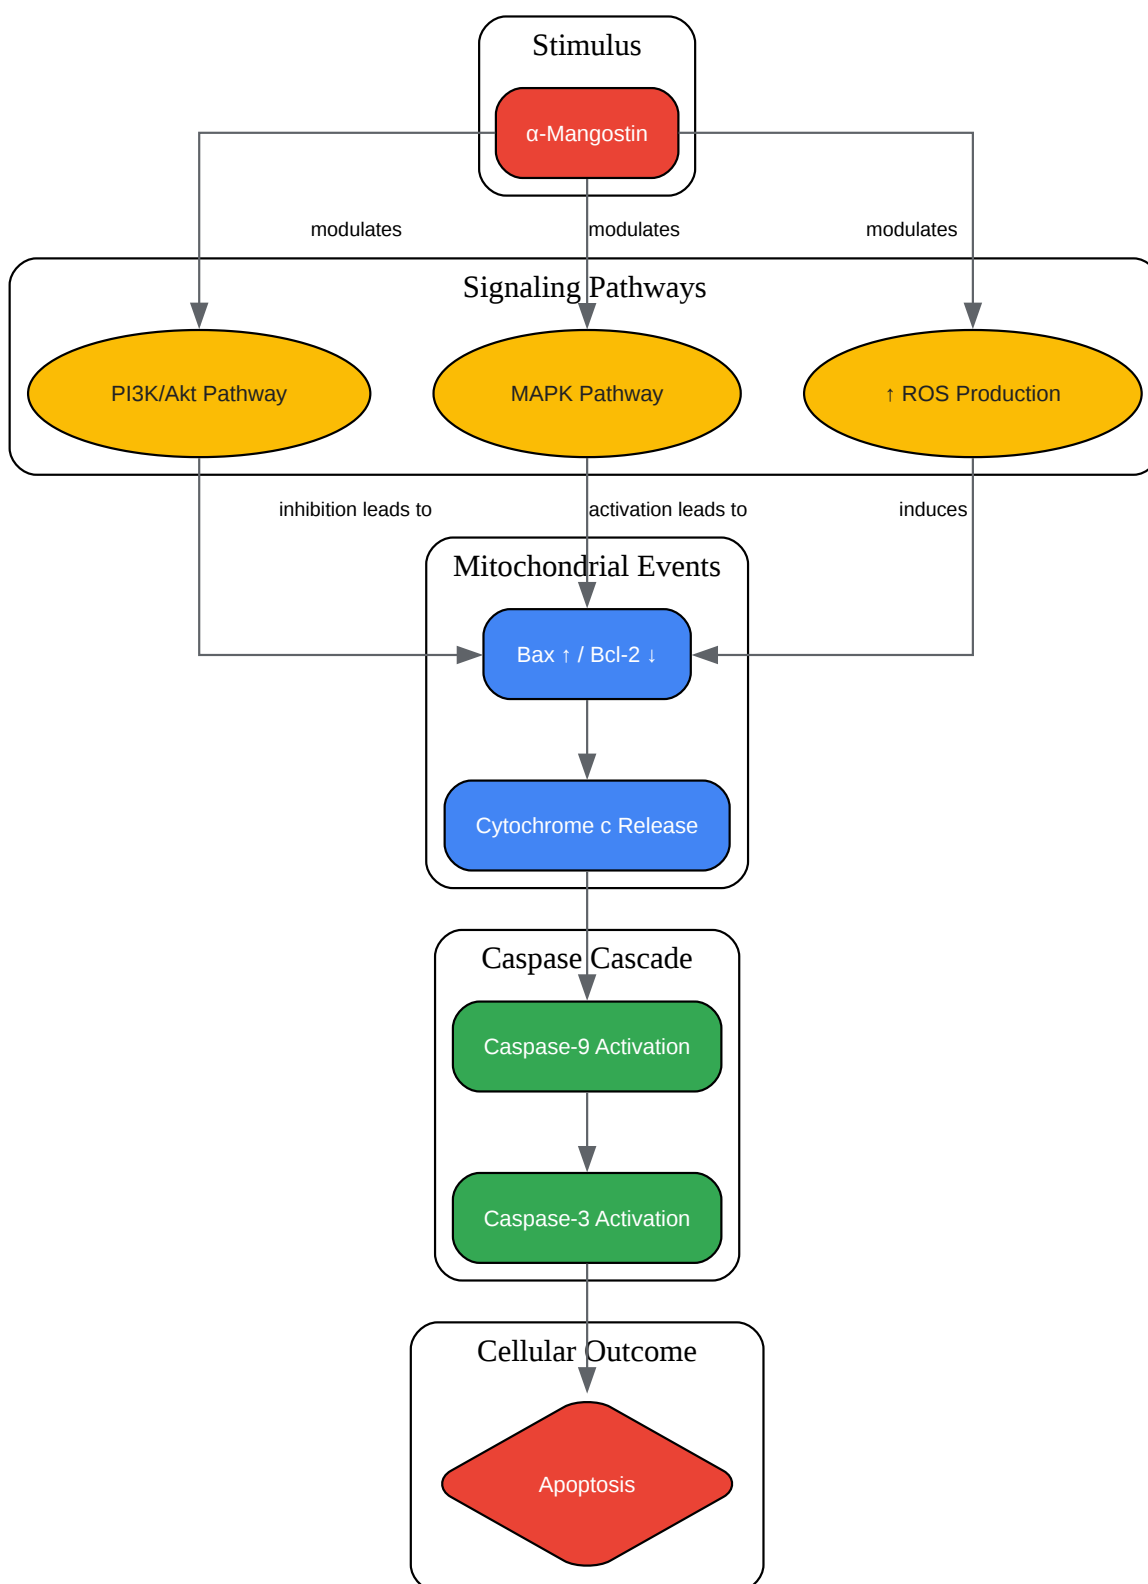 Stimulus
α-Mangostin
modulates
modulates
modulates
Signaling Pathways
PI3K/Akt Pathway
MAPK Pathway
↑ ROS Production
inhibition leads to
activation leads to
induces
Mitochondrial Events
Bax ↑ / Bcl-2 ↓
Cytochrome c Release
Caspase Cascade
Caspase-9 Activation
Caspase-3 Activation
Cellular Outcome
Apoptosis